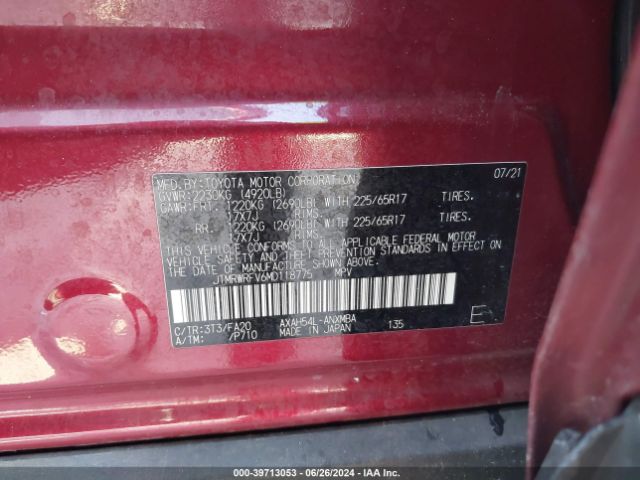 MFD. BY: TOYOTA MOTOR CORPORATION 07/21
GVWR: 2230KG (4920LB)
GAWR: FRT. 1220KG (2690LB) WITH 225/65R17 TIRES.
17X7J RIMS.
RR. 1220KG (2690LB) WITH 225/65R17 TIRES.
17X7J RIMS.
THIS VEHICLE CONFORMS TO ALL APPLICABLE FEDERAL MOTOR
VEHICLE SAFETY AND BUMPER STANDARDS IN EFFECT ON
THE DATE OF MANUFACTURE SHOWN ABOVE.
JTMRWRFV6MD118775 MPV
C/TR: 3T3/FA20 AXAH54L-ANXMBA 135 E
A/TM: /P710 MADE IN JAPAN
000-39713053 - 06/26/2024 - IAA Inc.